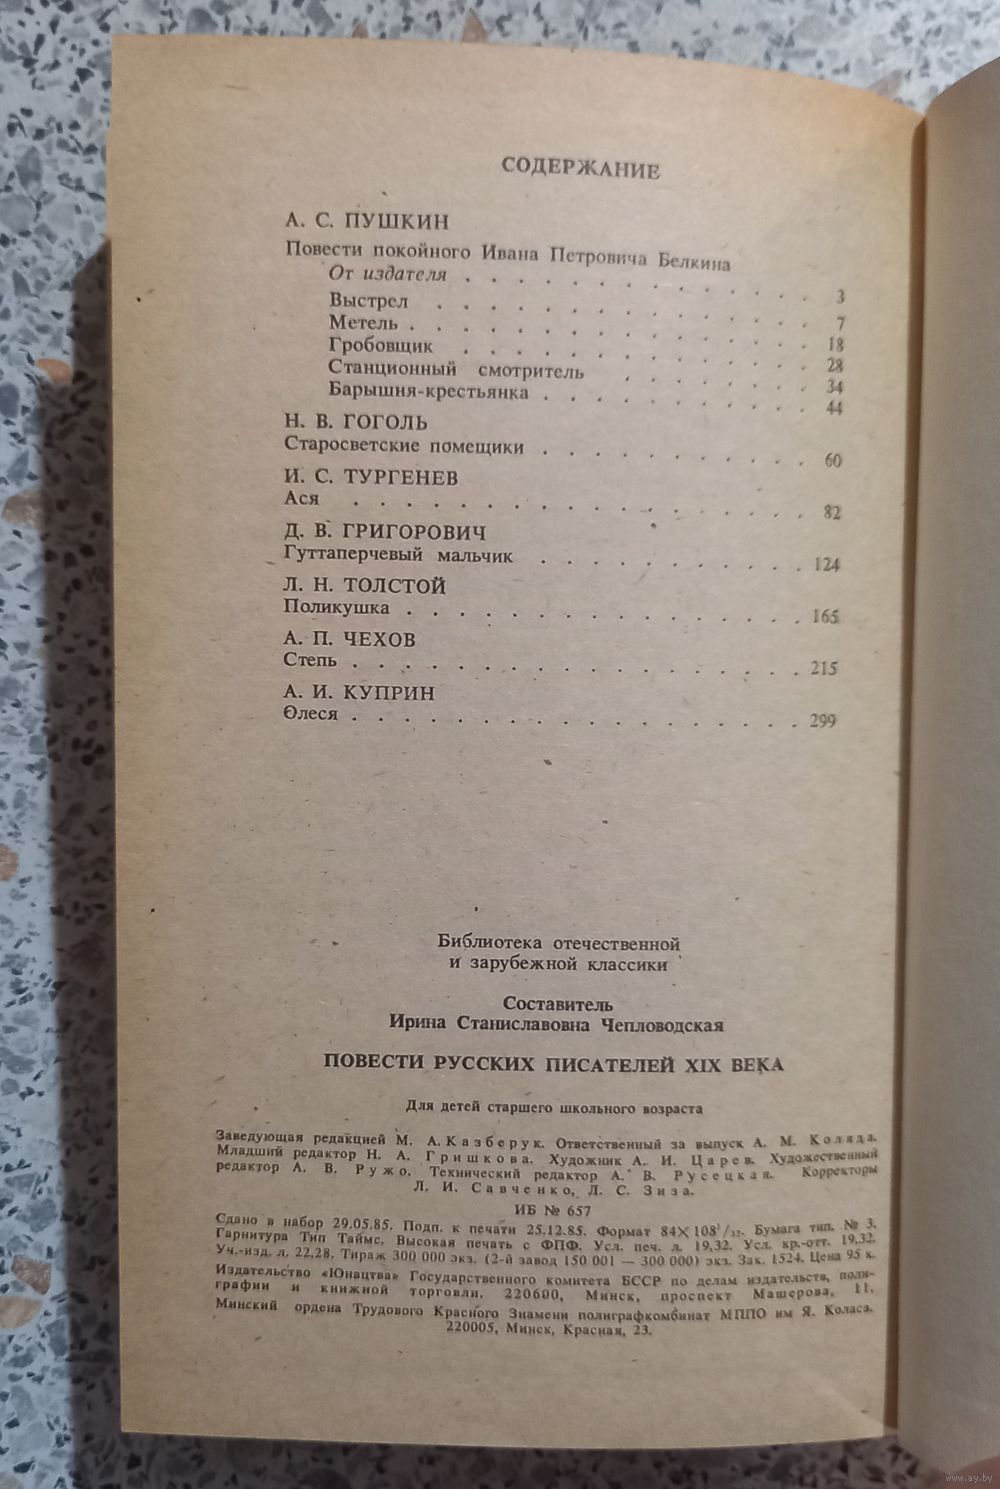 СОДЕРЖАНИЕ
А. С. ПУШКИН
Повести покойного Ивана Петровича Белкина
От издателя . . . . . . . . . . . . . . 3
Выстрел . . . . . . . . . . . . . . . 7
Метель . . . . . . . . . . . . . . . . 18
Гробовщик . . . . . . . . . . . . . . 28
Станционный смотритель . . . . . . . . 34
Барышня-крестьянка . . . . . . . . . . 44
Н. В. ГОГОЛЬ
Старосветские помещики . . . . . . . . . . 60
И. С. ТУРГЕНЕВ
Ася . . . . . . . . . . . . . . . . . . 82
Д. В. ГРИГОРОВИЧ
Гуттаперчевый мальчик . . . . . . . . . . 124
Л. Н. ТОЛСТОЙ
Поликушка . . . . . . . . . . . . . . . . 165
А. П. ЧЕХОВ
Степь . . . . . . . . . . . . . . . . . . 215
А. И. КУПРИН
Олеся . . . . . . . . . . . . . . . . . . 299
Библиотека отечественной
и зарубежной классики
Составитель
Ирина Станиславовна Чепловодская
ПОВЕСТИ РУССКИХ ПИСАТЕЛЕЙ XIX ВЕКА
Для детей старшего школьного возраста
Заведующая редакцией М. А. Казберук. Ответственный за выпуск А. М. Коляда.
Младший редактор Н. А. Гришкова. Художник А. И. Царев. Художественный
редактор А. В. Ружо. Технический редактор А. В. Русецкая. Корректоры
Л. И. Савченко, Л. С. Зиза.
ИБ № 657
Сдано в набор 29.05.85. Подп. к печати 25.12.85. Формат 84×108¹/₃₂. Бумага тип. № 3.
Гарнитура Тип Таймс. Высокая печать с ФПФ. Усл. печ. л. 19,32. Усл. кр.-отт. 19,32.
Уч.-изд. л. 22,28. Тираж 300 000 экз. (2-й завод 150 001 — 300 000) экз. Зак. 1524. Цена 95 к.
Издательство «Юнацтва» Государственного комитета БССР по делам издательств, поли-
графии и книжной торговли. 220600, Минск, проспект Машерова, 11.
Минский ордена Трудового Красного Знамени полиграфкомбинат МППО им Я. Коласа.
220005, Минск, Красная, 23.
www.ay.by